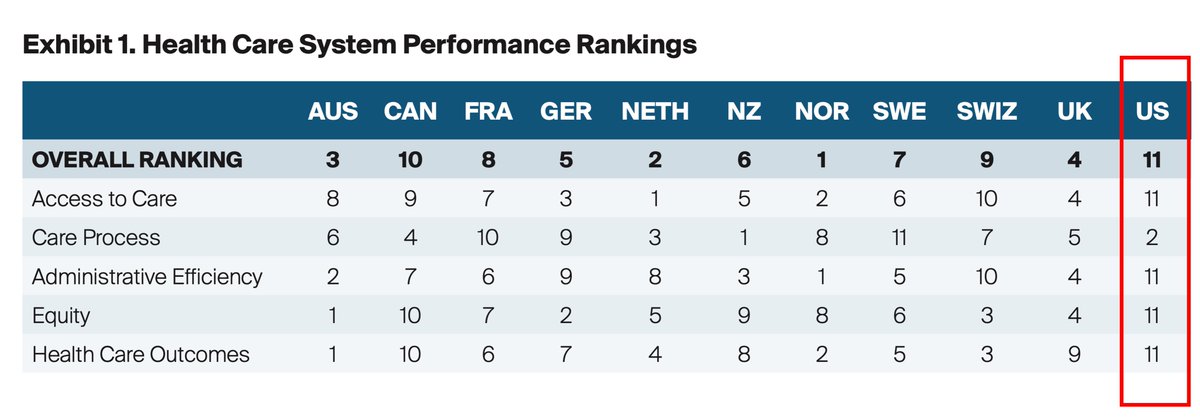 Exhibit 1. Health Care System Performance Rankings
AUS CAN FRA GER NETH NZ NOR SWE SWIZ UK US
OVERALL RANKING 3 10 8 5 2 6 1 7 9 4 11
Access to Care 8 9 7 3 1 5 2 6 10 4 11
Care Process 6 4 10 9 3 1 8 11 7 5 2
Administrative Efficiency 2 7 6 9 8 3 1 5 10 4 11
Equity 1 10 7 2 5 9 8 6 3 4 11
Health Care Outcomes 1 10 6 7 4 8 2 5 3 9 11